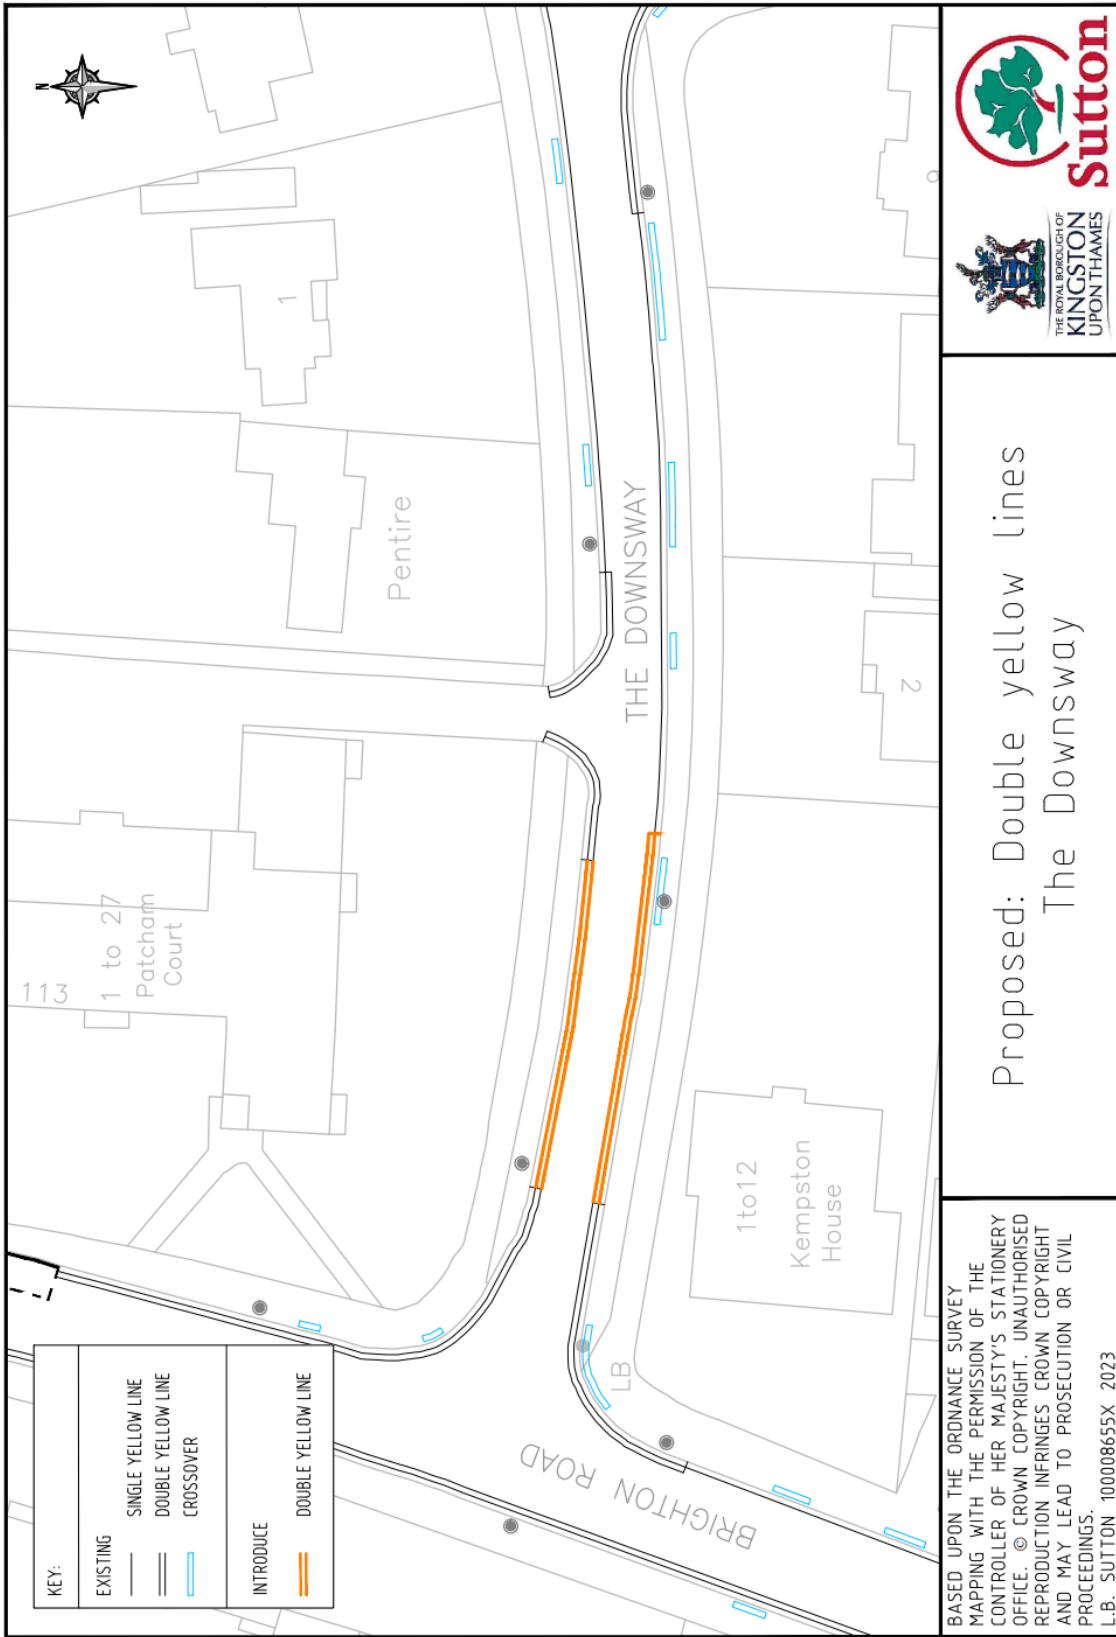 N
KEY:
EXISTING
SINGLE YELLOW LINE
DOUBLE YELLOW LINE
CROSSOVER
INTRODUCE
DOUBLE YELLOW LINE
113
1 to 27
Patcham
Court
Pentire
1
THE DOWNSWAY
BRIGHTON ROAD
LB
1to12
Kempston
House
2
BASED UPON THE ORDNANCE SURVEY
MAPPING WITH THE PERMISSION OF THE
CONTROLLER OF HER MAJESTY'S STATIONERY
OFFICE. © CROWN COPYRIGHT. UNAUTHORISED
REPRODUCTION INFRINGES CROWN COPYRIGHT
AND MAY LEAD TO PROSECUTION OR CIVIL
PROCEEDINGS.
L.B. SUTTON 100008655X 2023
Proposed: Double yellow lines
The Downsway
THE ROYAL BOROUGH OF
KINGSTON
UPON THAMES
Sutton